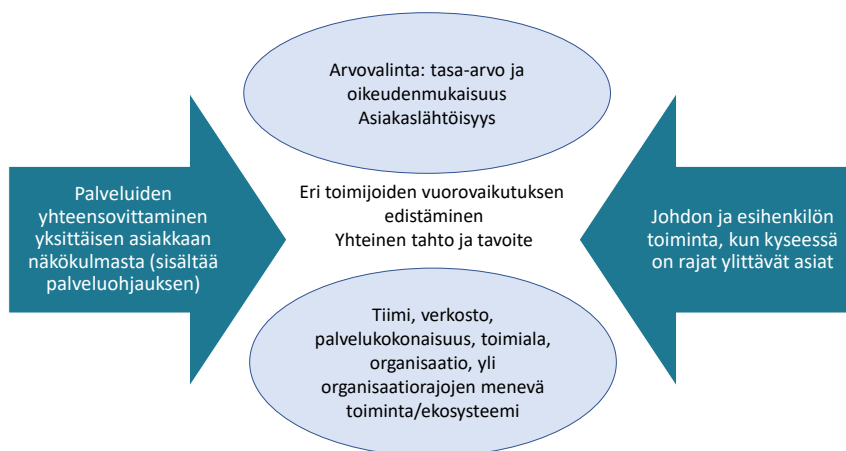 Arvovalinta: tasa-arvo ja
oikeudenmukaisuus
Asiakaslähtöisyys
Palveluiden
yhteensovittaminen
yksittäisen asiakkaan
näkökulmasta (sisältää
palveluohjauksen)
Eri toimijoiden vuorovaikutuksen
edistäminen
Yhteinen tahto ja tavoite
Johdon ja esihenkilön
toiminta, kun kyseessä
on rajat ylittävät asiat
Tiimi, verkosto,
palvelukokonaisuus, toimiala,
organisaatio, yli
organisaatiorajojen menevä
toiminta/ekosysteemi